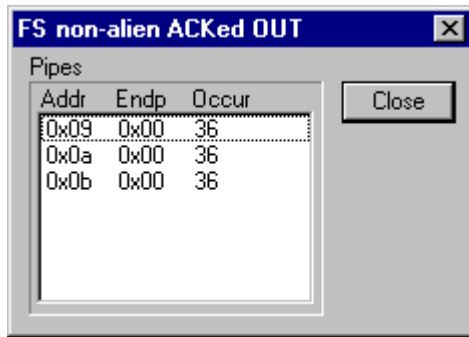 FS non-alien ACKed OUT
Pipes
Addr Endp Occur
0x09 0x00 36
0x0a 0x00 36
0x0b 0x00 36
Close